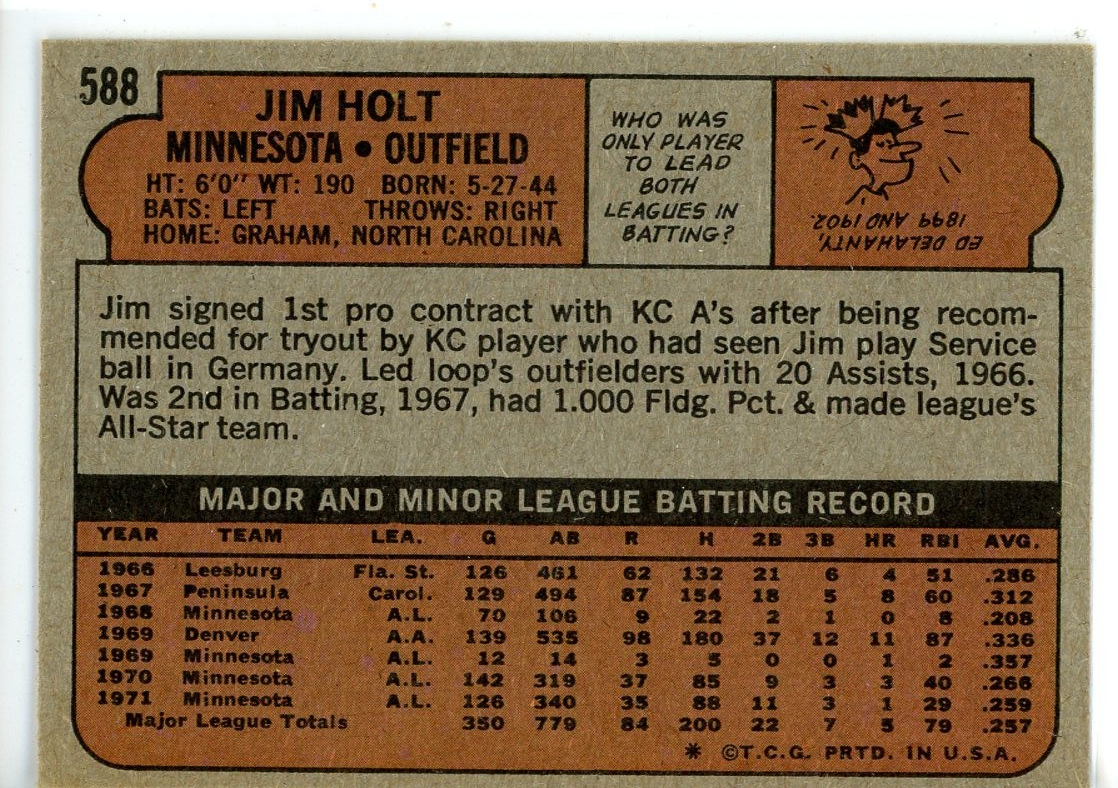 588
JIM HOLT
MINNESOTA • OUTFIELD
HT: 6'0" WT: 190 BORN: 5-27-44
BATS: LEFT THROWS: RIGHT
HOME: GRAHAM, NORTH CAROLINA
WHO WAS
ONLY PLAYER
TO LEAD
BOTH
LEAGUES IN
BATTING?
ED DELAHANTY,
1899 AND 1902.
Jim signed 1st pro contract with KC A's after being recom-
mended for tryout by KC player who had seen Jim play Service
ball in Germany. Led loop's outfielders with 20 Assists, 1966.
Was 2nd in Batting, 1967, had 1.000 Fldg. Pct. & made league's
All-Star team.
MAJOR AND MINOR LEAGUE BATTING RECORD
YEAR TEAM LEA. G AB R H 2B 3B HR RBI AVG.
1966 Leesburg Fla. St. 126 461 62 132 21 6 4 51 .286
1967 Peninsula Carol. 129 494 87 154 18 5 8 60 .312
1968 Minnesota A.L. 70 106 9 22 2 1 0 8 .208
1969 Denver A.A. 139 535 98 180 37 12 11 87 .336
1969 Minnesota A.L. 12 14 3 5 0 0 1 2 .357
1970 Minnesota A.L. 142 319 37 85 9 3 3 40 .266
1971 Minnesota A.L. 126 340 35 88 11 3 1 29 .259
Major League Totals 350 779 84 200 22 7 5 79 .257
* ©T.C.G. PRTD. IN U.S.A.